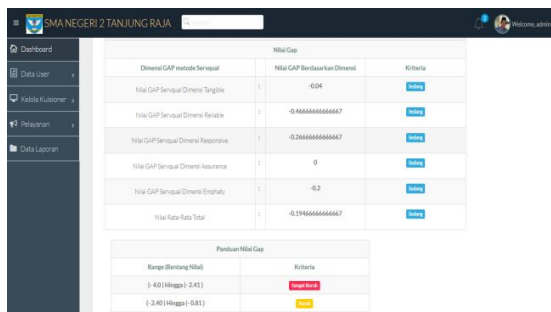 SMA NEGERI 2 TANJUNG RAJA
Search
2
Welcome, admin
Dashboard
Data User
Kelola Kuisioner
Pelayanan
Data Laporan
Nilai Gap
Dimensi GAP metode Servqual Nilai GAP Berdasarkan Dimensi Kriteria
Nilai GAP Servqual Dimensi Tangible : -0.04 Sedang
Nilai GAP Servqual Dimensi Reliable : -0.46666666666667 Sedang
Nilai GAP Servqual Dimensi Responsive : -0.26666666666667 Sedang
Nilai GAP Servqual Dimensi Assurance : 0 Sedang
Nilai GAP Servqual Dimensi Emphaty : -0.2 Sedang
Nilai Rata-Rata Total : -0.19466666666667 Sedang
Panduan Nilai Gap
Range (Bentang Nilai) Kriteria
(- 4.0 ) Hingga (- 2.41 ) Sangat Buruk
(- 2.40 ) Hingga (- 0.81 ) Buruk